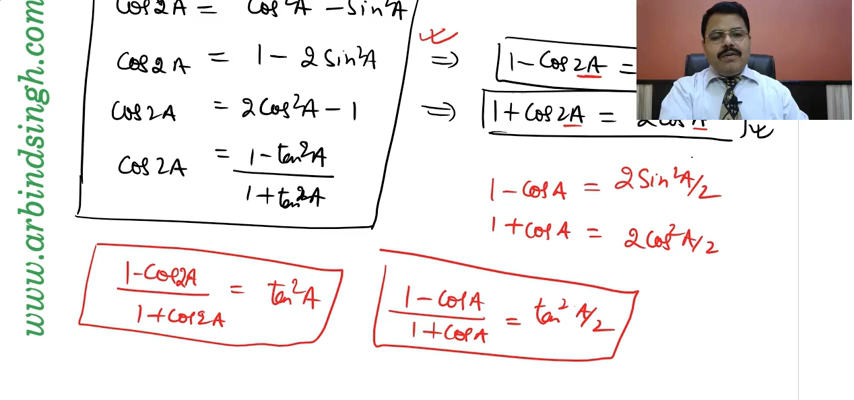 www.arbindsingh.com
cos2A = cos²A - sin²A
cos2A = 1 - 2sin²A ⇒ 1 - cos2A =
cos2A = 2cos²A - 1 ⇒ 1 + cos2A = 2cos²A
cos2A = 1 - tan²A / 1 + tan²A
1 - cosA = 2sin²A/2
1 + cosA = 2cos²A/2
1 - cos2A / 1 + cos2A = tan²A
1 - cosA / 1 + cosA = tan²A/2